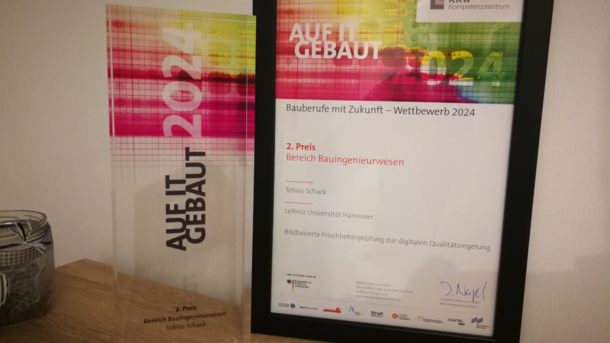 AUF IT
GEBAUT
2024
2. Preis
Bereich Bauingenieurwesen
Tobias Schack
Kompetenzzentrum
AUF IT
GEBAUT
2024
Bauberufe mit Zukunft – Wettbewerb 2024
2. Preis
Bereich Bauingenieurwesen
Tobias Schack
Leibniz Universität Hannover
Bildbasierte Frischbetonprüfung zur digitalen Qualitätsregelung